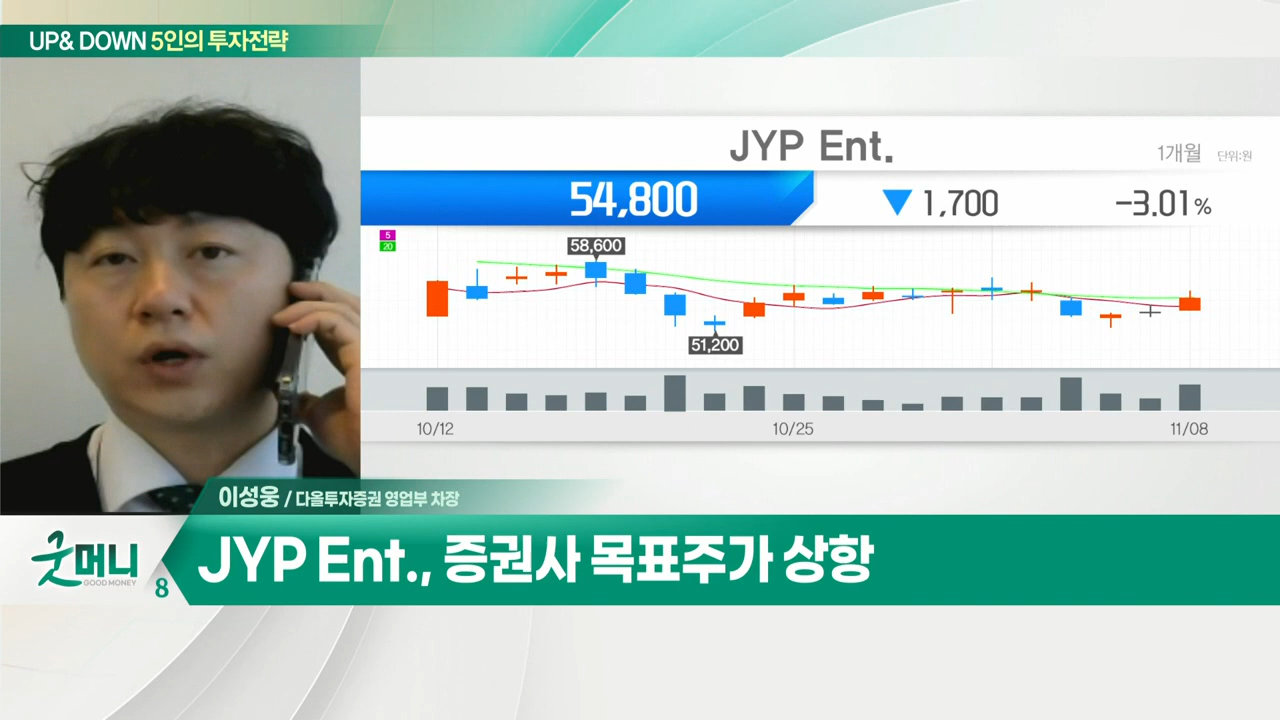 UP& DOWN 5인의 투자전략
JYP Ent.
1개월 단위:원
54,800 ▼ 1,700 -3.01%
5
20
58,600
51,200
10/12 10/25 11/08
이성웅 / 다올투자증권 영업부 차장
굿머니
GOOD MONEY
8
JYP Ent., 증권사 목표주가 상향